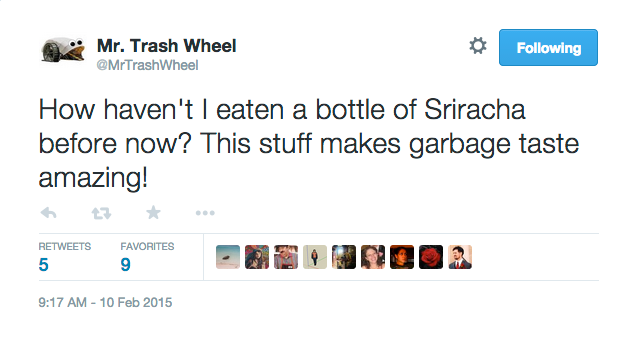 Mr. Trash Wheel
@MrTrashWheel
Following
How haven't I eaten a bottle of Sriracha
before now? This stuff makes garbage taste
amazing!
RETWEETS FAVORITES
5 9
9:17 AM - 10 Feb 2015